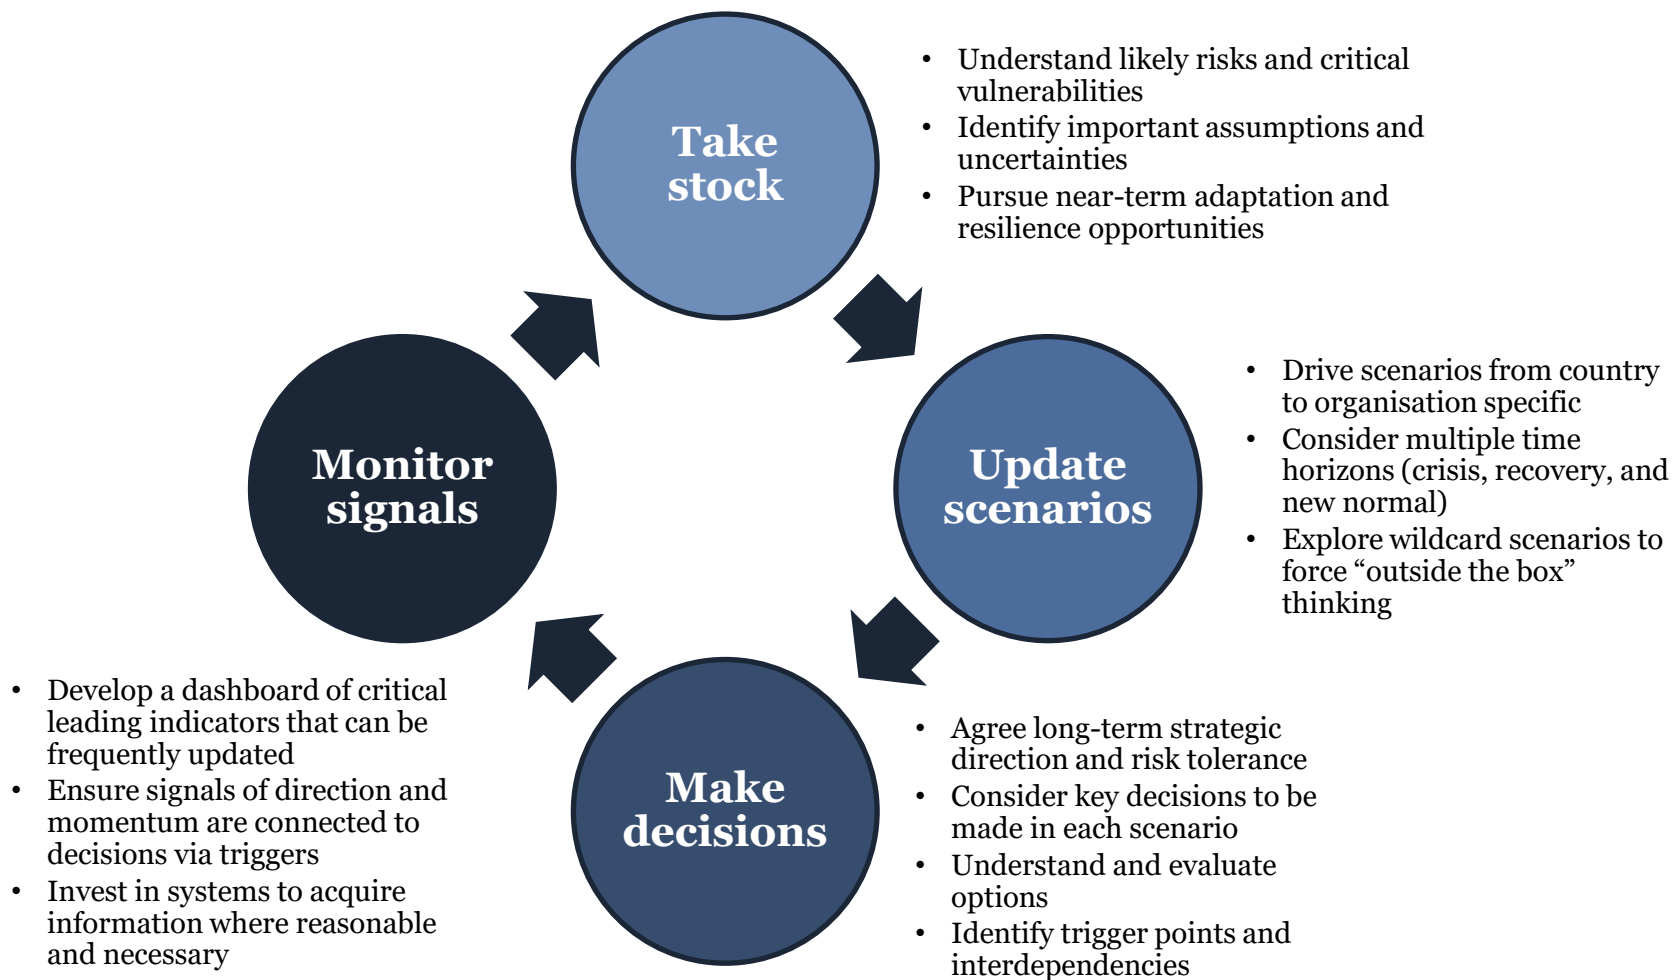 Take
stock
• Understand likely risks and critical
vulnerabilities
• Identify important assumptions and
uncertainties
• Pursue near-term adaptation and
resilience opportunities
Update
scenarios
• Drive scenarios from country
to organisation specific
• Consider multiple time
horizons (crisis, recovery, and
new normal)
• Explore wildcard scenarios to
force “outside the box”
thinking
Make
decisions
• Agree long-term strategic
direction and risk tolerance
• Consider key decisions to be
made in each scenario
• Understand and evaluate
options
• Identify trigger points and
interdependencies
Monitor
signals
• Develop a dashboard of critical
leading indicators that can be
frequently updated
• Ensure signals of direction and
momentum are connected to
decisions via triggers
• Invest in systems to acquire
information where reasonable
and necessary